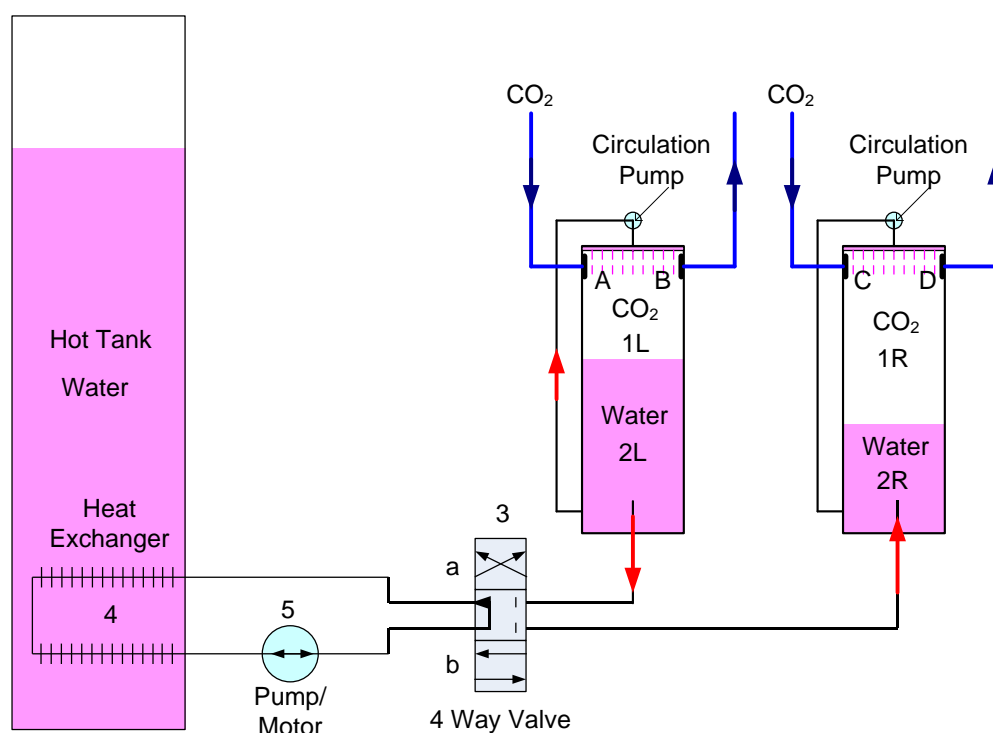 CO₂
CO₂
Circulation
Pump
Circulation
Pump
A
B
C
D
CO₂
1L
CO₂
1R
Hot Tank
Water
Water
2L
Water
2R
Heat
Exchanger
3
a
4
5
b
Pump/
Motor
4 Way Valve